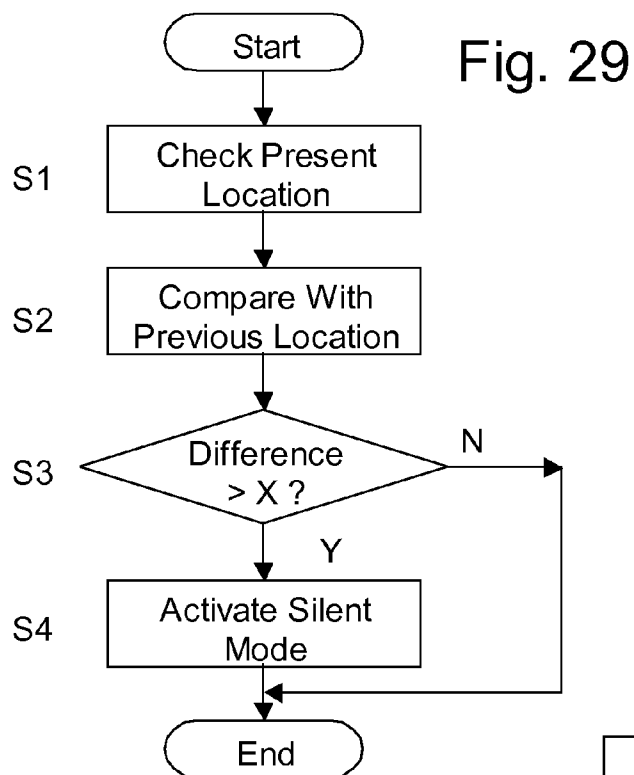 Start
Fig. 29
S1
Check Present
Location
S2
Compare With
Previous Location
S3
Difference
> X ?
N
Y
S4
Activate Silent
Mode
End